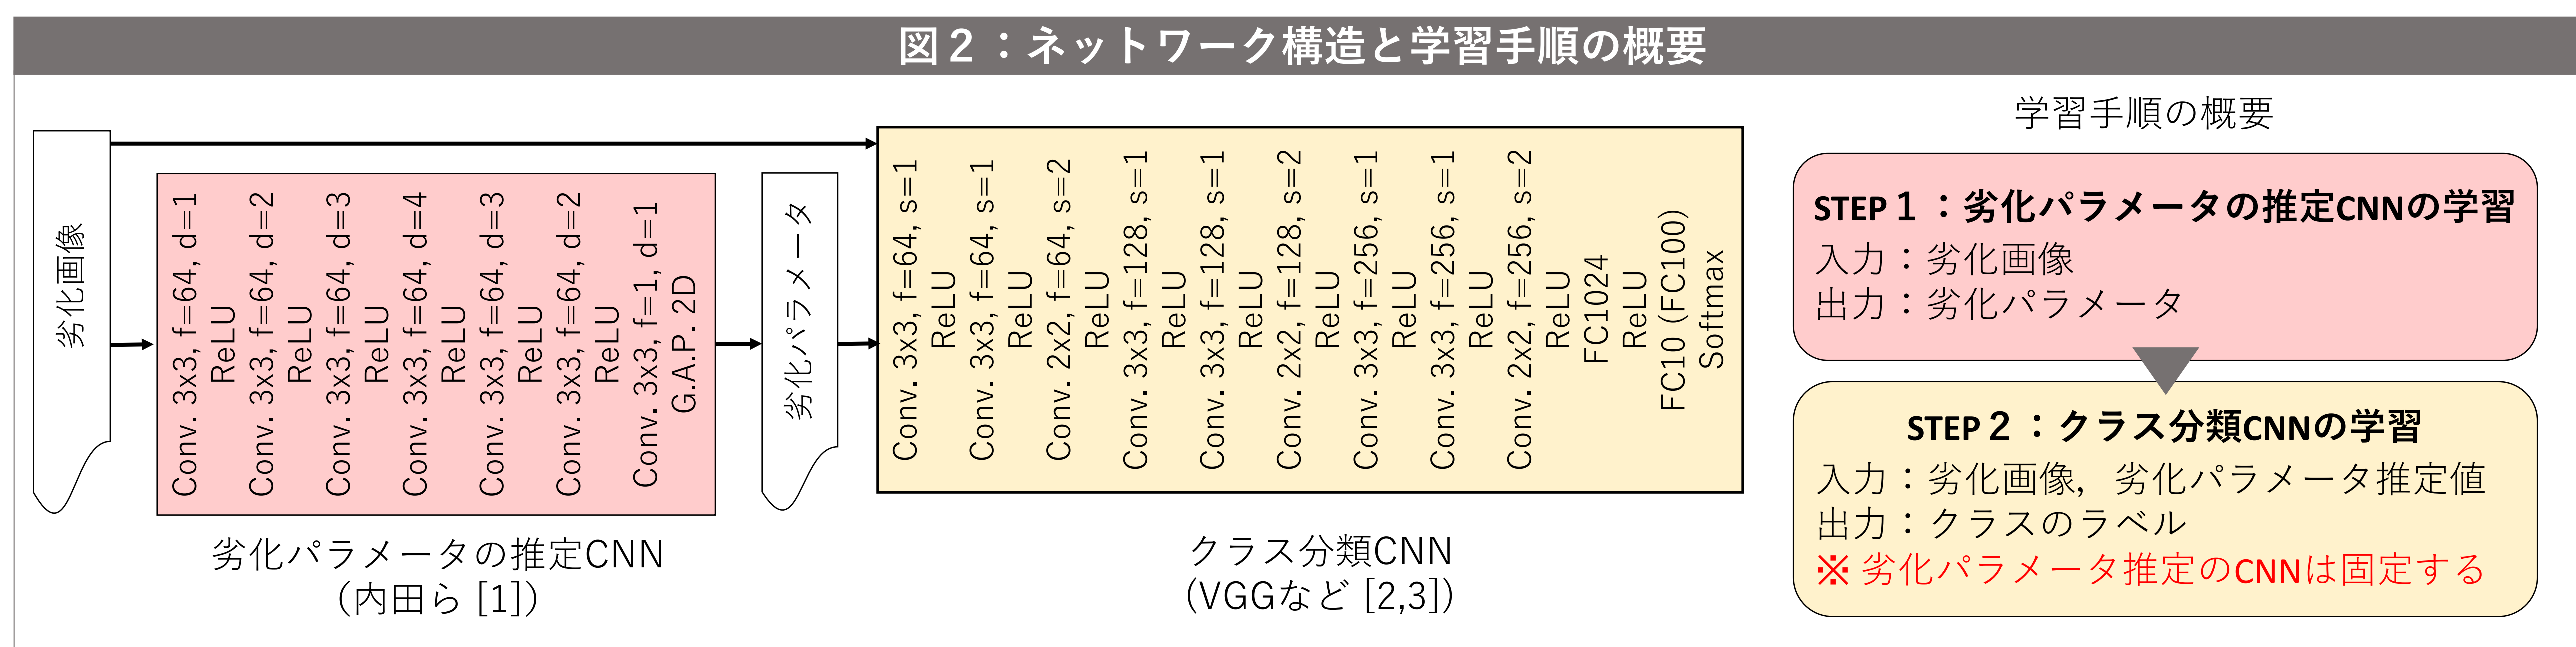 図２：ネットワーク構造と学習手順の概要
劣化画像
Conv. 3x3, f=64, d=1
ReLU
Conv. 3x3, f=64, d=2
ReLU
Conv. 3x3, f=64, d=3
ReLU
Conv. 3x3, f=64, d=4
ReLU
Conv. 3x3, f=64, d=3
ReLU
Conv. 3x3, f=64, d=2
ReLU
Conv. 3x3, f=1, d=1
G.A.P. 2D
劣化パラメータの推定CNN
（内田ら [1]）
劣化パラメータ
Conv. 3x3, f=64, s=1
ReLU
Conv. 3x3, f=64, s=1
ReLU
Conv. 2x2, f=64, s=2
ReLU
Conv. 3x3, f=128, s=1
ReLU
Conv. 3x3, f=128, s=1
ReLU
Conv. 2x2, f=128, s=2
ReLU
Conv. 3x3, f=256, s=1
ReLU
Conv. 3x3, f=256, s=1
ReLU
Conv. 2x2, f=256, s=2
ReLU
FC1024
ReLU
FC10 (FC100)
Softmax
クラス分類CNN
（VGGなど [2,3]）
学習手順の概要
STEP１：劣化パラメータの推定CNNの学習
入力：劣化画像
出力：劣化パラメータ
STEP２：クラス分類CNNの学習
入力：劣化画像，劣化パラメータ推定値
出力：クラスのラベル
※ 劣化パラメータ推定のCNNは固定する